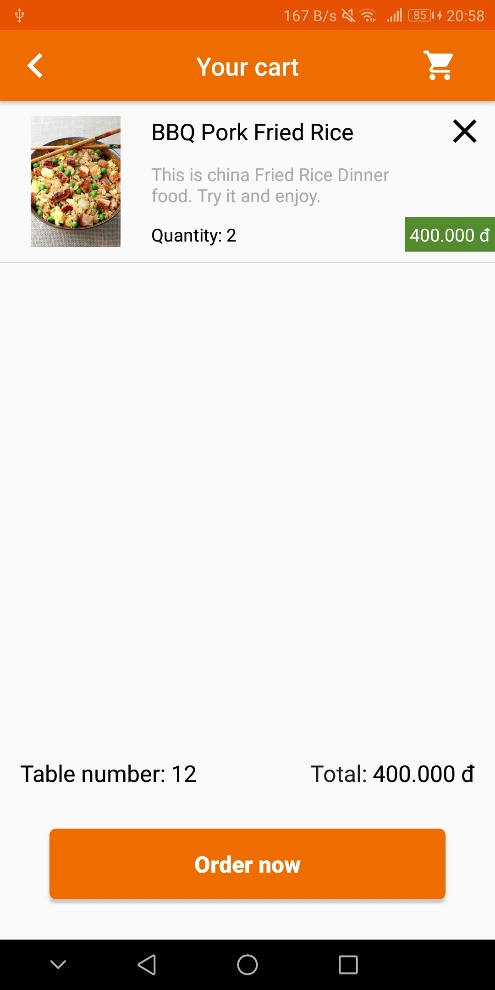 167 B/s 85 20:58
Your cart
BBQ Pork Fried Rice
This is china Fried Rice Dinner
food. Try it and enjoy.
Quantity: 2
400.000 đ
Table number: 12
Total: 400.000 đ
Order now